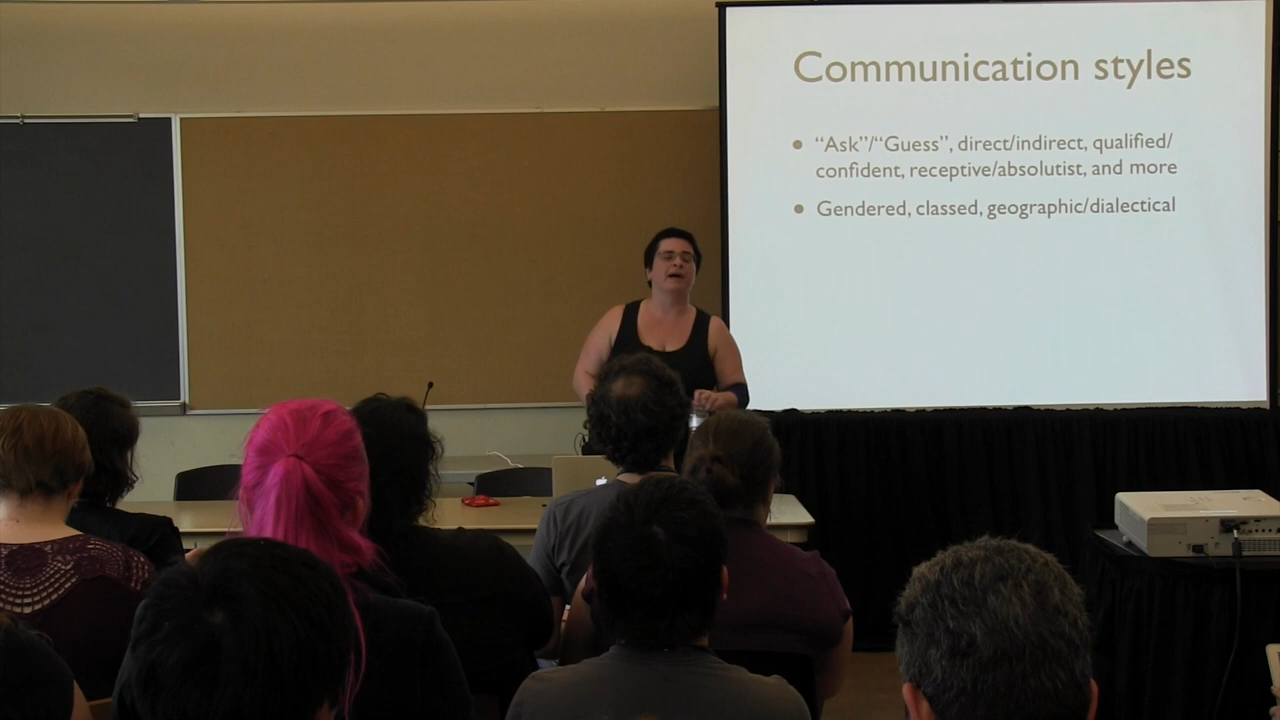 Communication styles
• “Ask”/“Guess”, direct/indirect, qualified/
confident, receptive/absolutist, and more
• Gendered, classed, geographic/dialectical